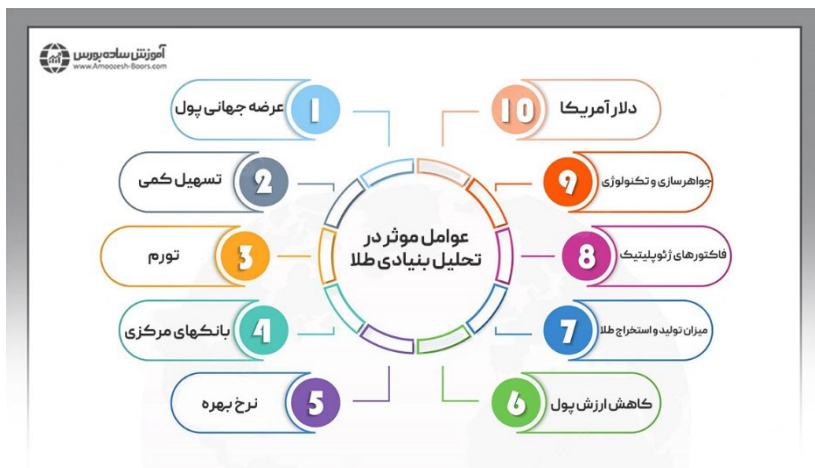 آموزش ساده بورس
www.Amoozesh-Boors.com
عوامل موثر در
تحلیل بنیادی طلا
1 عرضه جهانی پول
2 تسهیل کمی
3 تورم
4 بانکهای مرکزی
5 نرخ بهره
6 کاهش ارزش پول
7 میزان تولید و استخراج طلا
8 فاکتورهای ژئوپلیتیک
9 جواهرسازی و تکنولوژی
10 دلار آمریکا